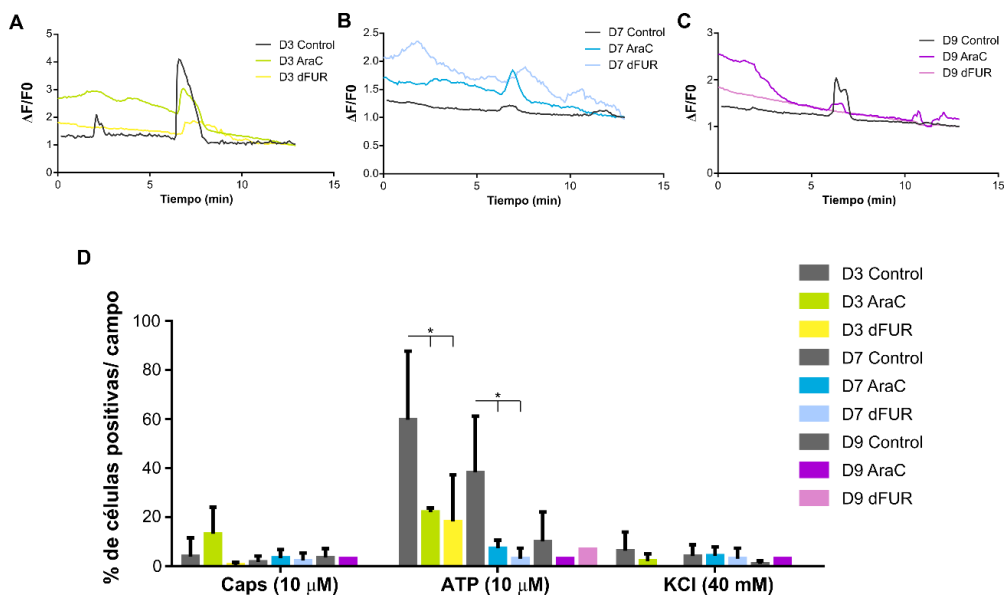 A
D3 Control
D3 AraC
D3 dFUR
ΔF/F0
5
4
3
2
1
0
0
5
10
15
Tiempo (min)
B
D7 Control
D7 AraC
D7 dFUR
ΔF/F0
2.5
2.0
1.5
1.0
0.5
0.0
0
5
10
15
Tiempo (min)
C
D9 Control
D9 AraC
D9 dFUR
ΔF/F0
3
2
1
0
0
5
10
15
Tiempo (min)
D
% de células positivas/ campo
100
80
60
40
20
0
*
*
Caps (10 µM)
ATP (10 µM)
KCl (40 mM)
D3 Control
D3 AraC
D3 dFUR
D7 Control
D7 AraC
D7 dFUR
D9 Control
D9 AraC
D9 dFUR